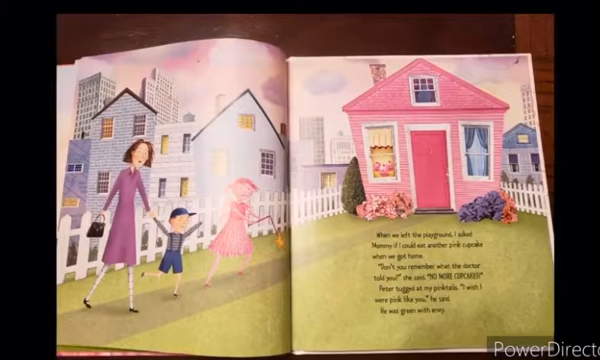 When we left the playground, I asked
Mommy if I could eat another pink cupcake
when we got home.
"Don't you remember what the doctor
told you?" she said. "NO MORE CUPCAKES!"
Peter tugged at my pinktails. "I wish I
were pink like you," he said.
He was green with envy.
PowerDirecto